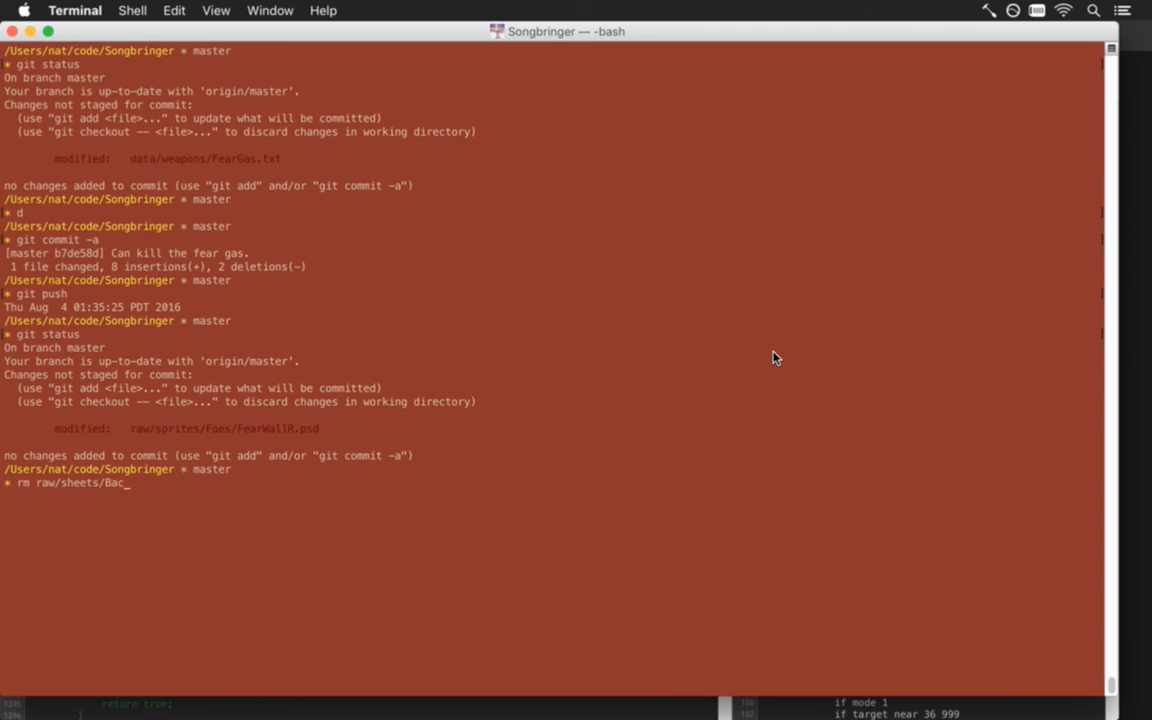 Terminal Shell Edit View Window Help
Songbringer — -bash
/Users/nat/code/Songbringer * master
* git status
On branch master
Your branch is up-to-date with 'origin/master'.
Changes not staged for commit:
  (use "git add <file>..." to update what will be committed)
  (use "git checkout -- <file>..." to discard changes in working directory)
        modified:   data/weapons/FearGas.txt
no changes added to commit (use "git add" and/or "git commit -a")
/Users/nat/code/Songbringer * master
* d
/Users/nat/code/Songbringer * master
* git commit -a
[master b7de58d] Can kill the fear gas.
 1 file changed, 8 insertions(+), 2 deletions(-)
/Users/nat/code/Songbringer * master
* git push
Thu Aug  4 01:35:25 PDT 2016
/Users/nat/code/Songbringer * master
* git status
On branch master
Your branch is up-to-date with 'origin/master'.
Changes not staged for commit:
  (use "git add <file>..." to update what will be committed)
  (use "git checkout -- <file>..." to discard changes in working directory)
        modified:   raw/sprites/Foes/FearWallR.psd
no changes added to commit (use "git add" and/or "git commit -a")
/Users/nat/code/Songbringer * master
* rm raw/sheets/Bac_
return true;
}
106 if mode 1
107 if target near 36 999